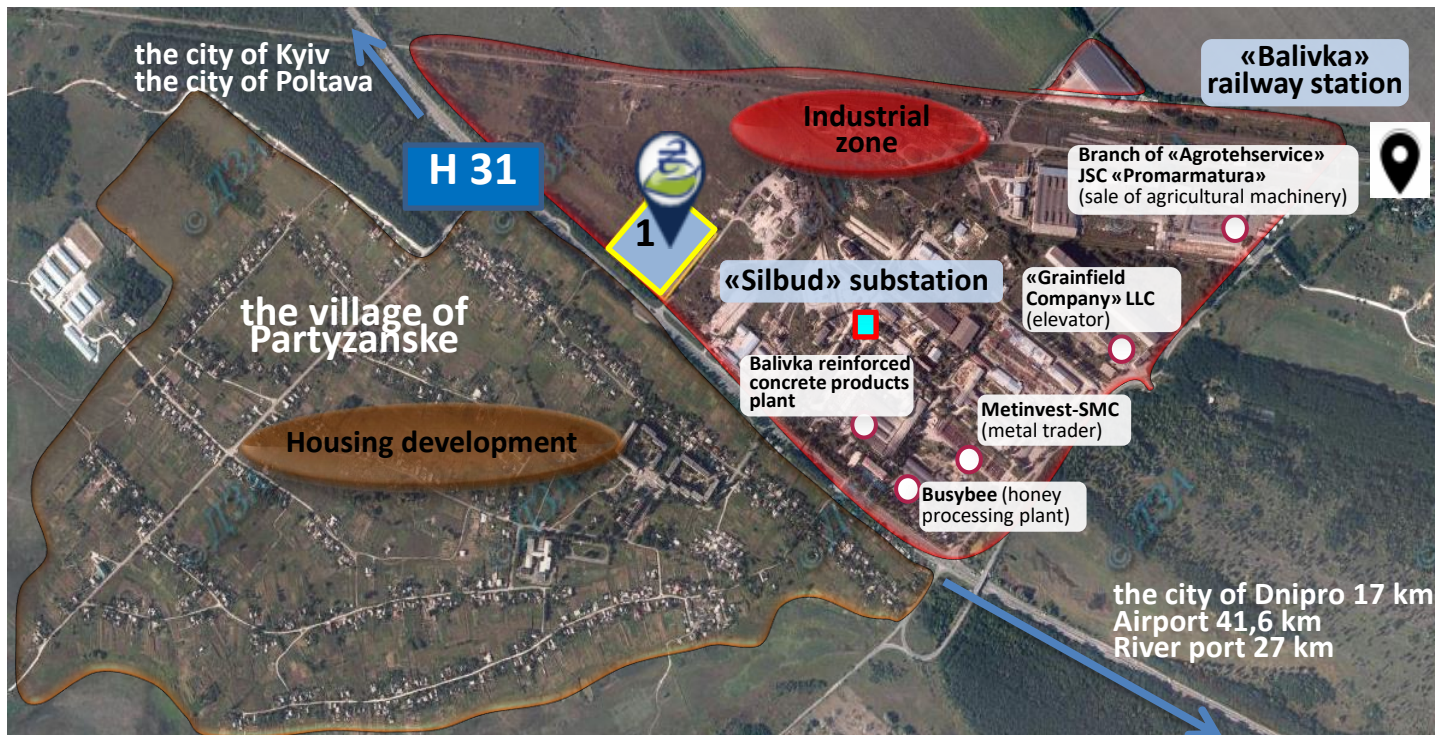 the city of Kyiv
the city of Poltava
«Balivka»
railway station
Industrial
zone
H 31
Branch of «Agrotehservice»
JSC «Promarmatura»
(sale of agricultural machinery)
1
«Silbud» substation
«Grainfield
Company» LLC
(elevator)
the village of
Partyzanske
Balivka reinforced
concrete products
plant
Metinvest-SMC
(metal trader)
Housing development
Busybee (honey
processing plant)
the city of Dnipro 17 km
Airport 41,6 km
River port 27 km